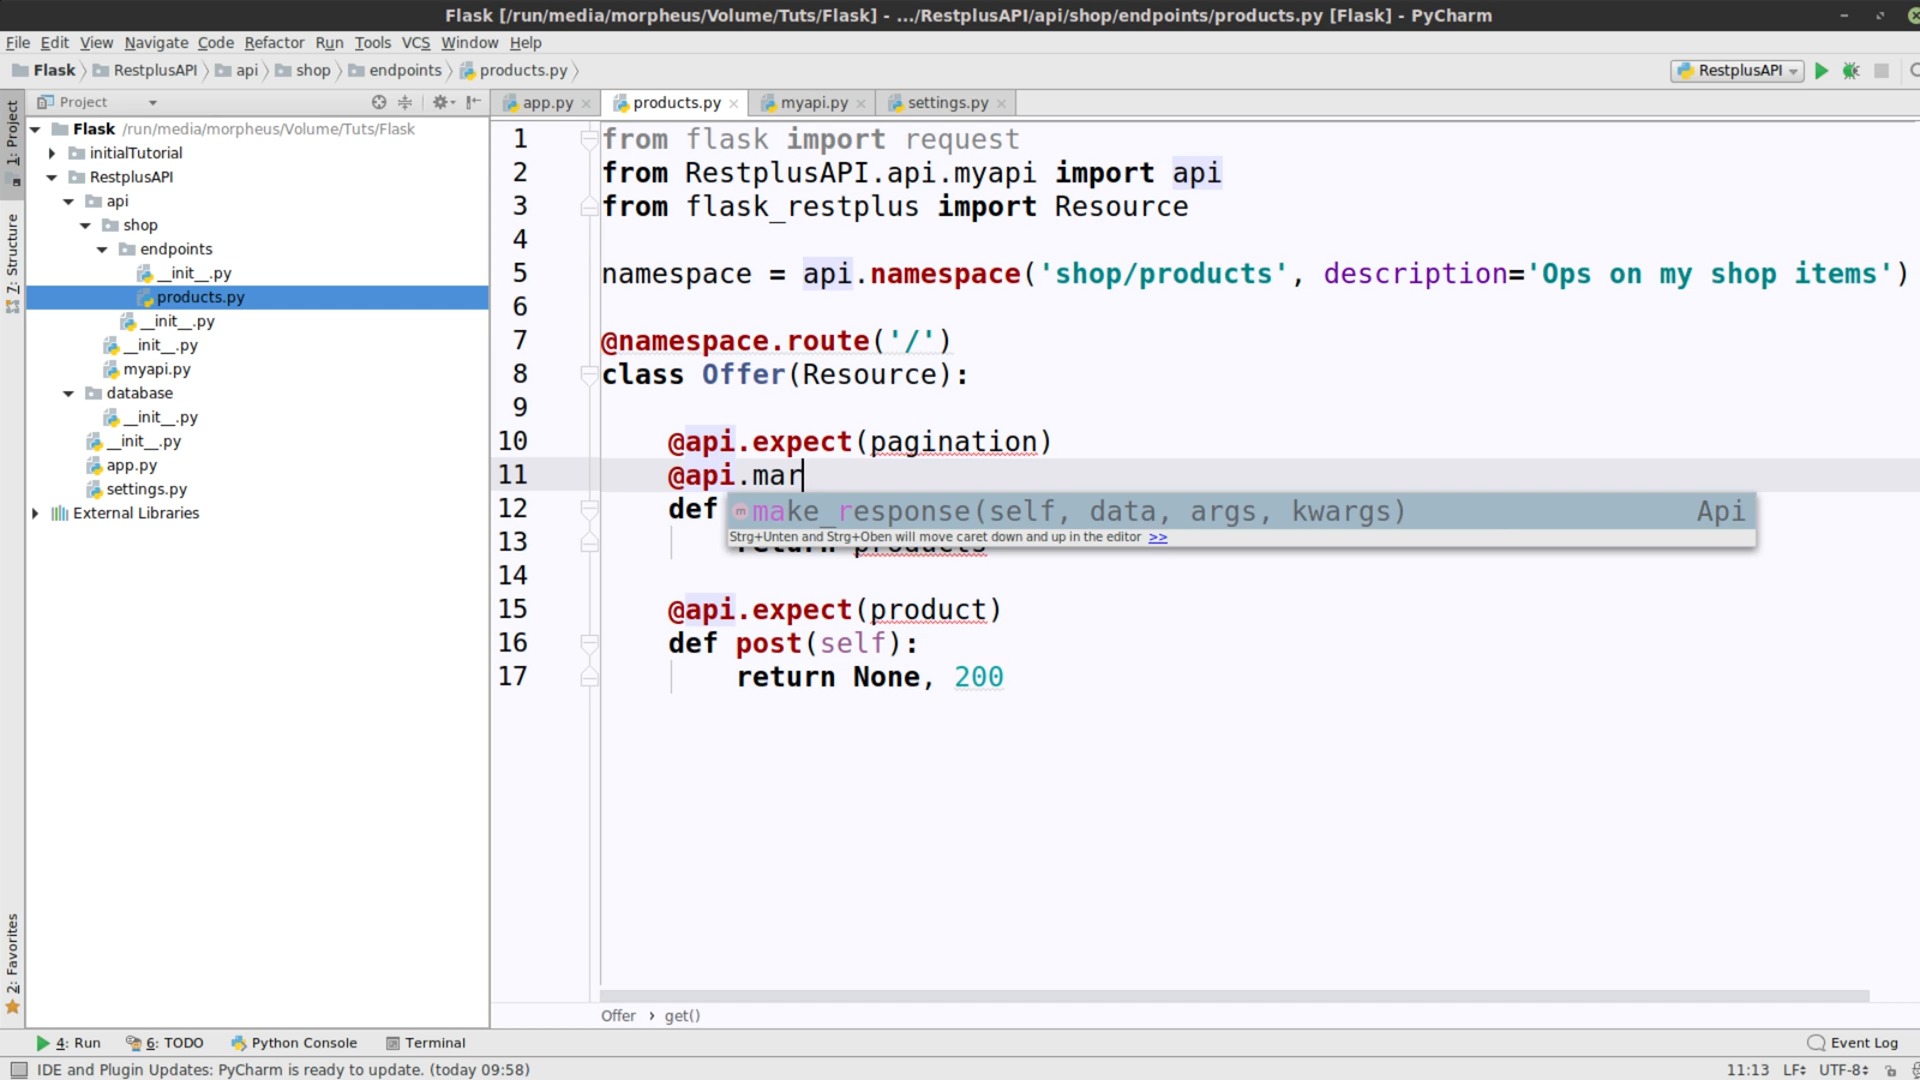 Flask [/run/media/morpheus/Volume/Tuts/Flask] - .../RestplusAPI/api/shop/endpoints/products.py [Flask] - PyCharm
File Edit View Navigate Code Refactor Run Tools VCS Window Help
Flask RestplusAPI api shop endpoints products.py
RestplusAPI
1: Project
7: Structure
2: Favorites
Project
Flask /run/media/morpheus/Volume/Tuts/Flask
initialTutorial
RestplusAPI
api
shop
endpoints
__init__.py
products.py
__init__.py
__init__.py
myapi.py
database
__init__.py
__init__.py
app.py
settings.py
External Libraries
app.py products.py myapi.py settings.py
1 from flask import request
2 from RestplusAPI.api.myapi import api
3 from flask_restplus import Resource
4
5 namespace = api.namespace('shop/products', description='Ops on my shop items')
6
7 @namespace.route('/')
8 class Offer(Resource):
9
10 @api.expect(pagination)
11 @api.mar
12 def
make_response(self, data, args, kwargs) Api
Strg+Unten and Strg+Oben will move caret down and up in the editor >>
13 return products
14
15 @api.expect(product)
16 def post(self):
17 return None, 200
Offer › get()
4: Run 6: TODO Python Console Terminal Event Log
IDE and Plugin Updates: PyCharm is ready to update. (today 09:58) 11:13 LF UTF-8